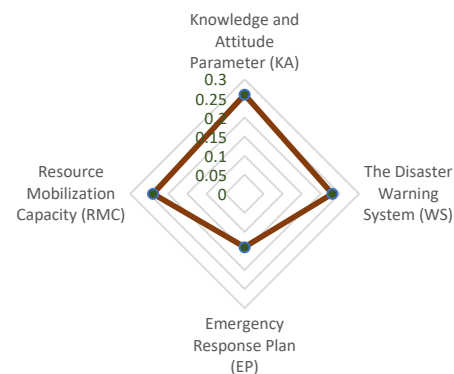 Knowledge and
Attitude
Parameter (KA)
0.3
0.25
0.2
0.15
0.1
0.05
0
Resource
Mobilization
Capacity (RMC)
The Disaster
Warning
System (WS)
Emergency
Response Plan
(EP)